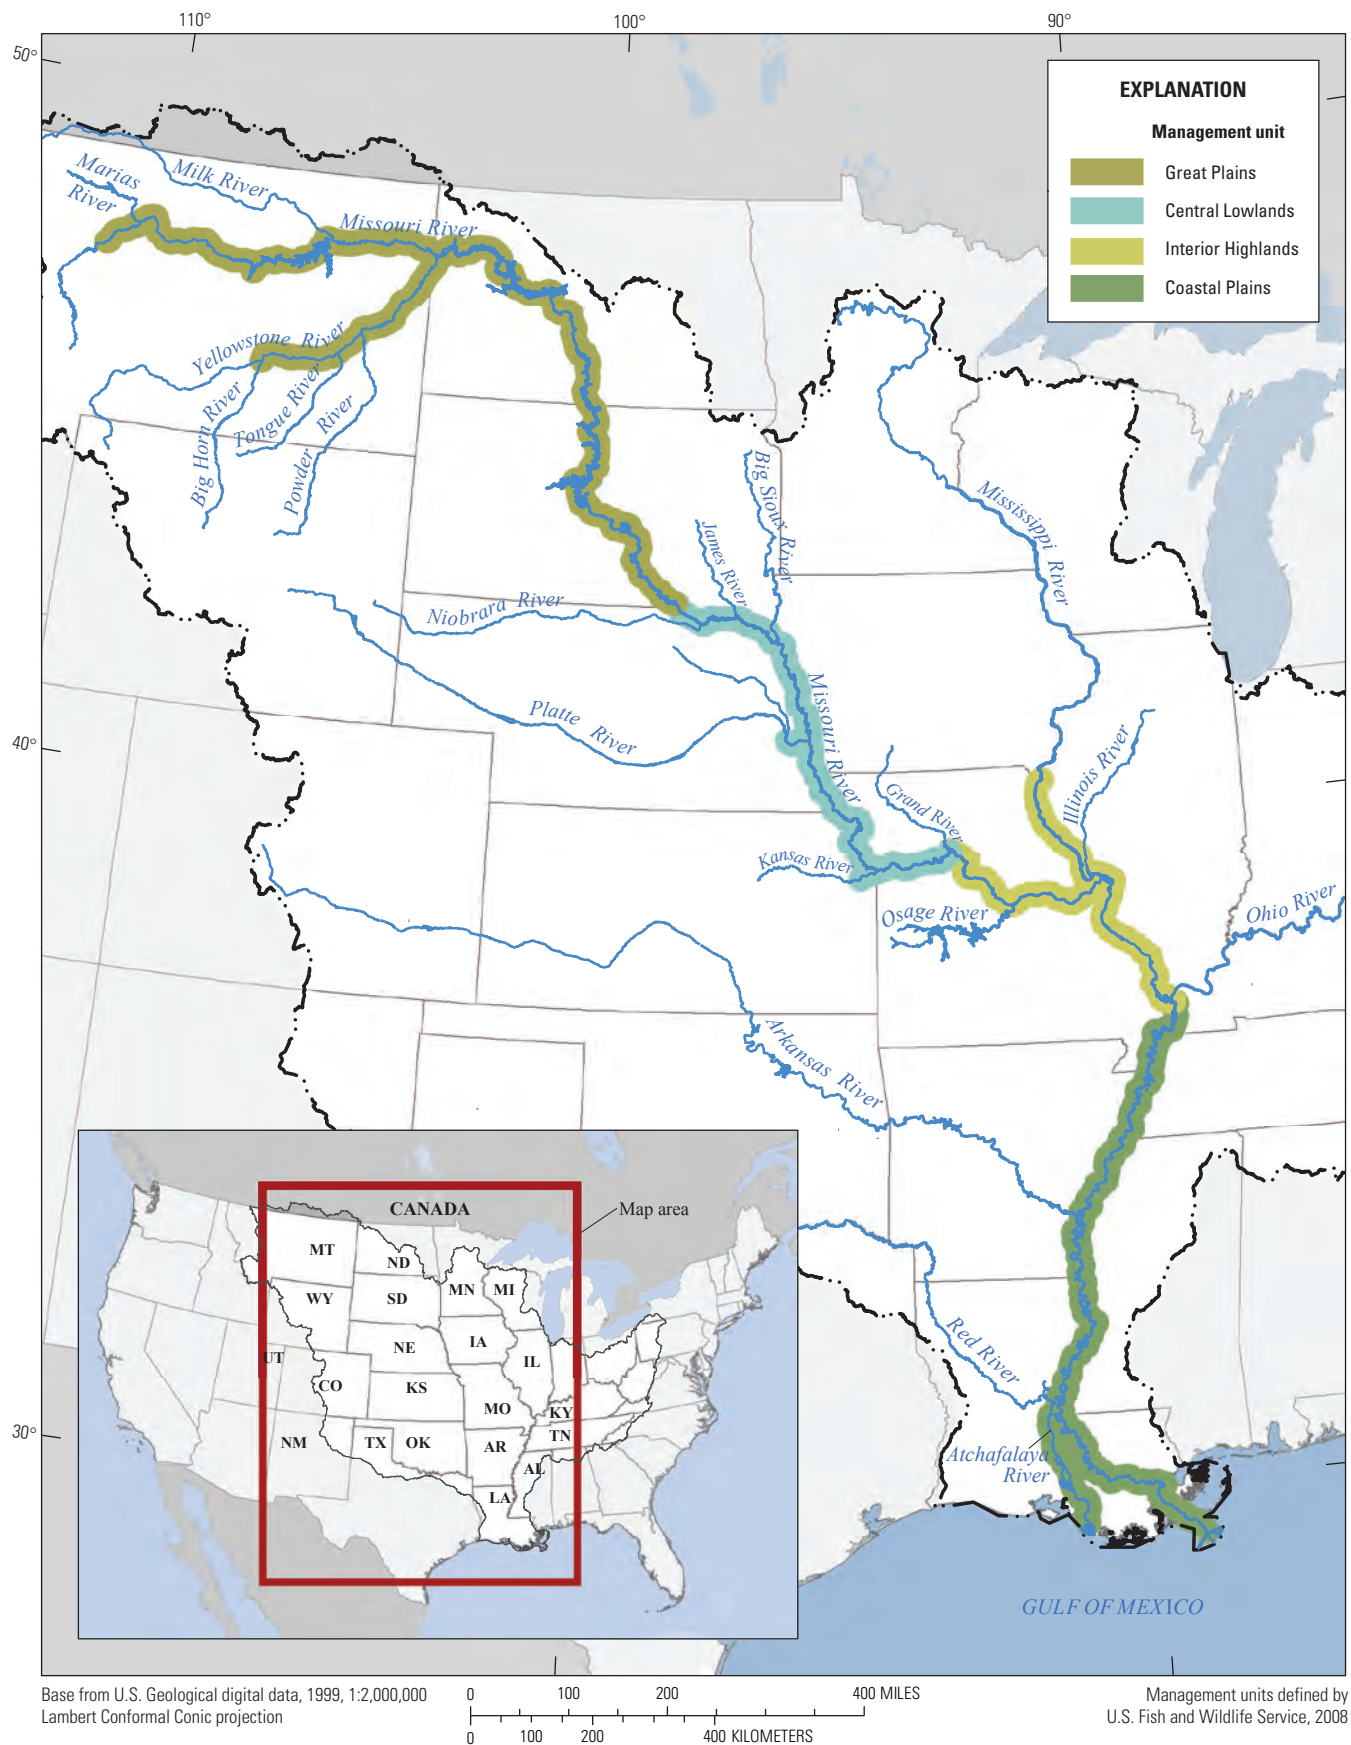 110°
100°
90°
50°
40°
30°
EXPLANATION
Management unit
Great Plains
Central Lowlands
Interior Highlands
Coastal Plains
Marias
River
Milk River
Missouri River
Yellowstone River
Big Horn River
Tongue River
Powder River
Big Sioux River
James River
Mississippi River
Niobrara River
Platte River
Missouri River
Grand River
Illinois River
Kansas River
Osage River
Ohio River
Arkansas River
Red River
Atchafalaya
River
GULF OF MEXICO
CANADA
Map area
MT
ND
MN
MI
WY
SD
IA
NE
IL
UT
CO
KS
MO
KY
NM
TX
OK
AR
TN
AL
LA
Base from U.S. Geological digital data, 1999, 1:2,000,000
Lambert Conformal Conic projection
0 100 200 400 MILES
0 100 200 400 KILOMETERS
Management units defined by
U.S. Fish and Wildlife Service, 2008